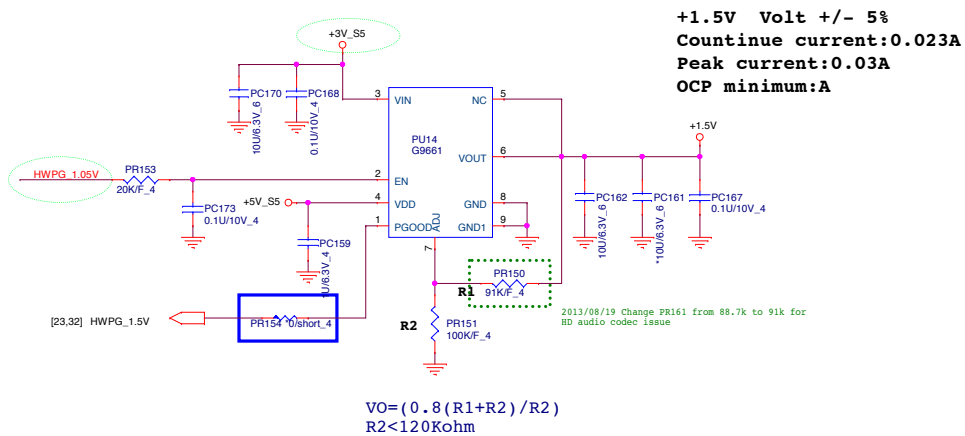 +1.5V Volt +/- 5%
Countinue current:0.023A
Peak current:0.03A
OCP minimum:A
+3V_S5
PC170
10U/6.3V_6
PC168
0.1U/10V_4
3
VIN
NC
5
PU14
G9661
+1.5V
VOUT
6
HWPG_1.05V
PR153
20K/F_4
2
EN
PC173
0.1U/10V_4
+5V_S5
4
VDD
GND
8
1
PGOOD
GND1
9
ADJ
7
PC162
10U/6.3V_6
PC161
*10U/6.3V_6
PC167
0.1U/10V_4
PC159
1U/6.3V_4
R1
PR150
91K/F_4
[23,32] HWPG_1.5V
PR154 *0/short_4
R2
PR151
100K/F_4
2013/08/19 Change PR161 from 88.7k to 91k for
HD audio codec issue
VO=(0.8(R1+R2)/R2)
R2<120Kohm